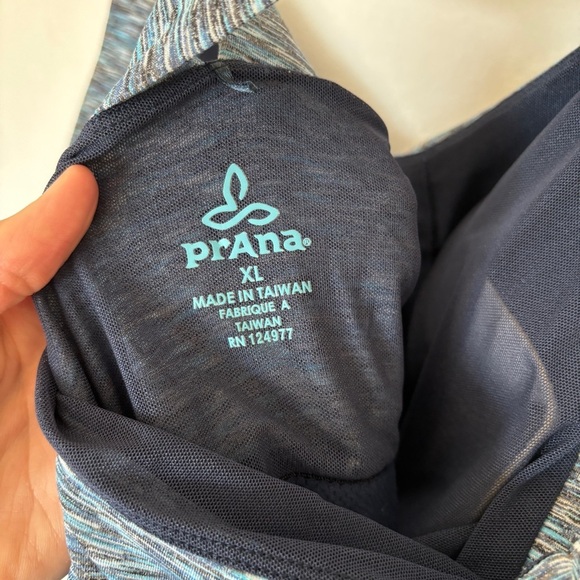 prAna®
XL
MADE IN TAIWAN
FABRIQUE A
TAIWAN
RN 124977